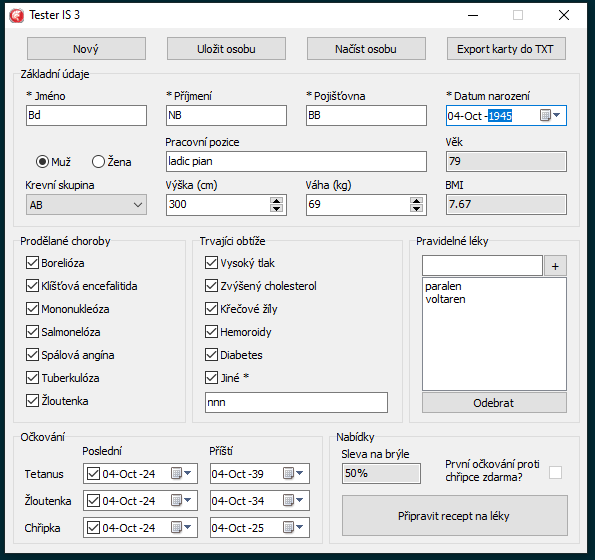 Tester IS 3
Nový Uložit osobu Načíst osobu Export karty do TXT
Základní údaje
* Jméno * Příjmení * Pojišťovna * Datum narození
Bd NB BB 04-Oct -1945
Pracovní pozice Věk
Muž Žena ladic pian 79
Krevní skupina Výška (cm) Váha (kg) BMI
AB 300 69 7.67
Prodělané choroby Trvající obtíže Pravidelné léky
Borelióza Vysoký tlak +
Klíšťová encefalitida Zvýšený cholesterol paralen
Mononukleóza Křečové žíly voltaren
Salmonelóza Hemoroidy
Spálová angína Diabetes
Tuberkulóza Jiné *
Žloutenka nnn Odebrat
Očkování Nabídky
Poslední Příští Sleva na brýle
Tetanus 04-Oct -24 04-Oct -39 50% První očkování proti
chřipce zdarma?
Žloutenka 04-Oct -24 04-Oct -34
Chřipka 04-Oct -24 04-Oct -25 Připravit recept na léky